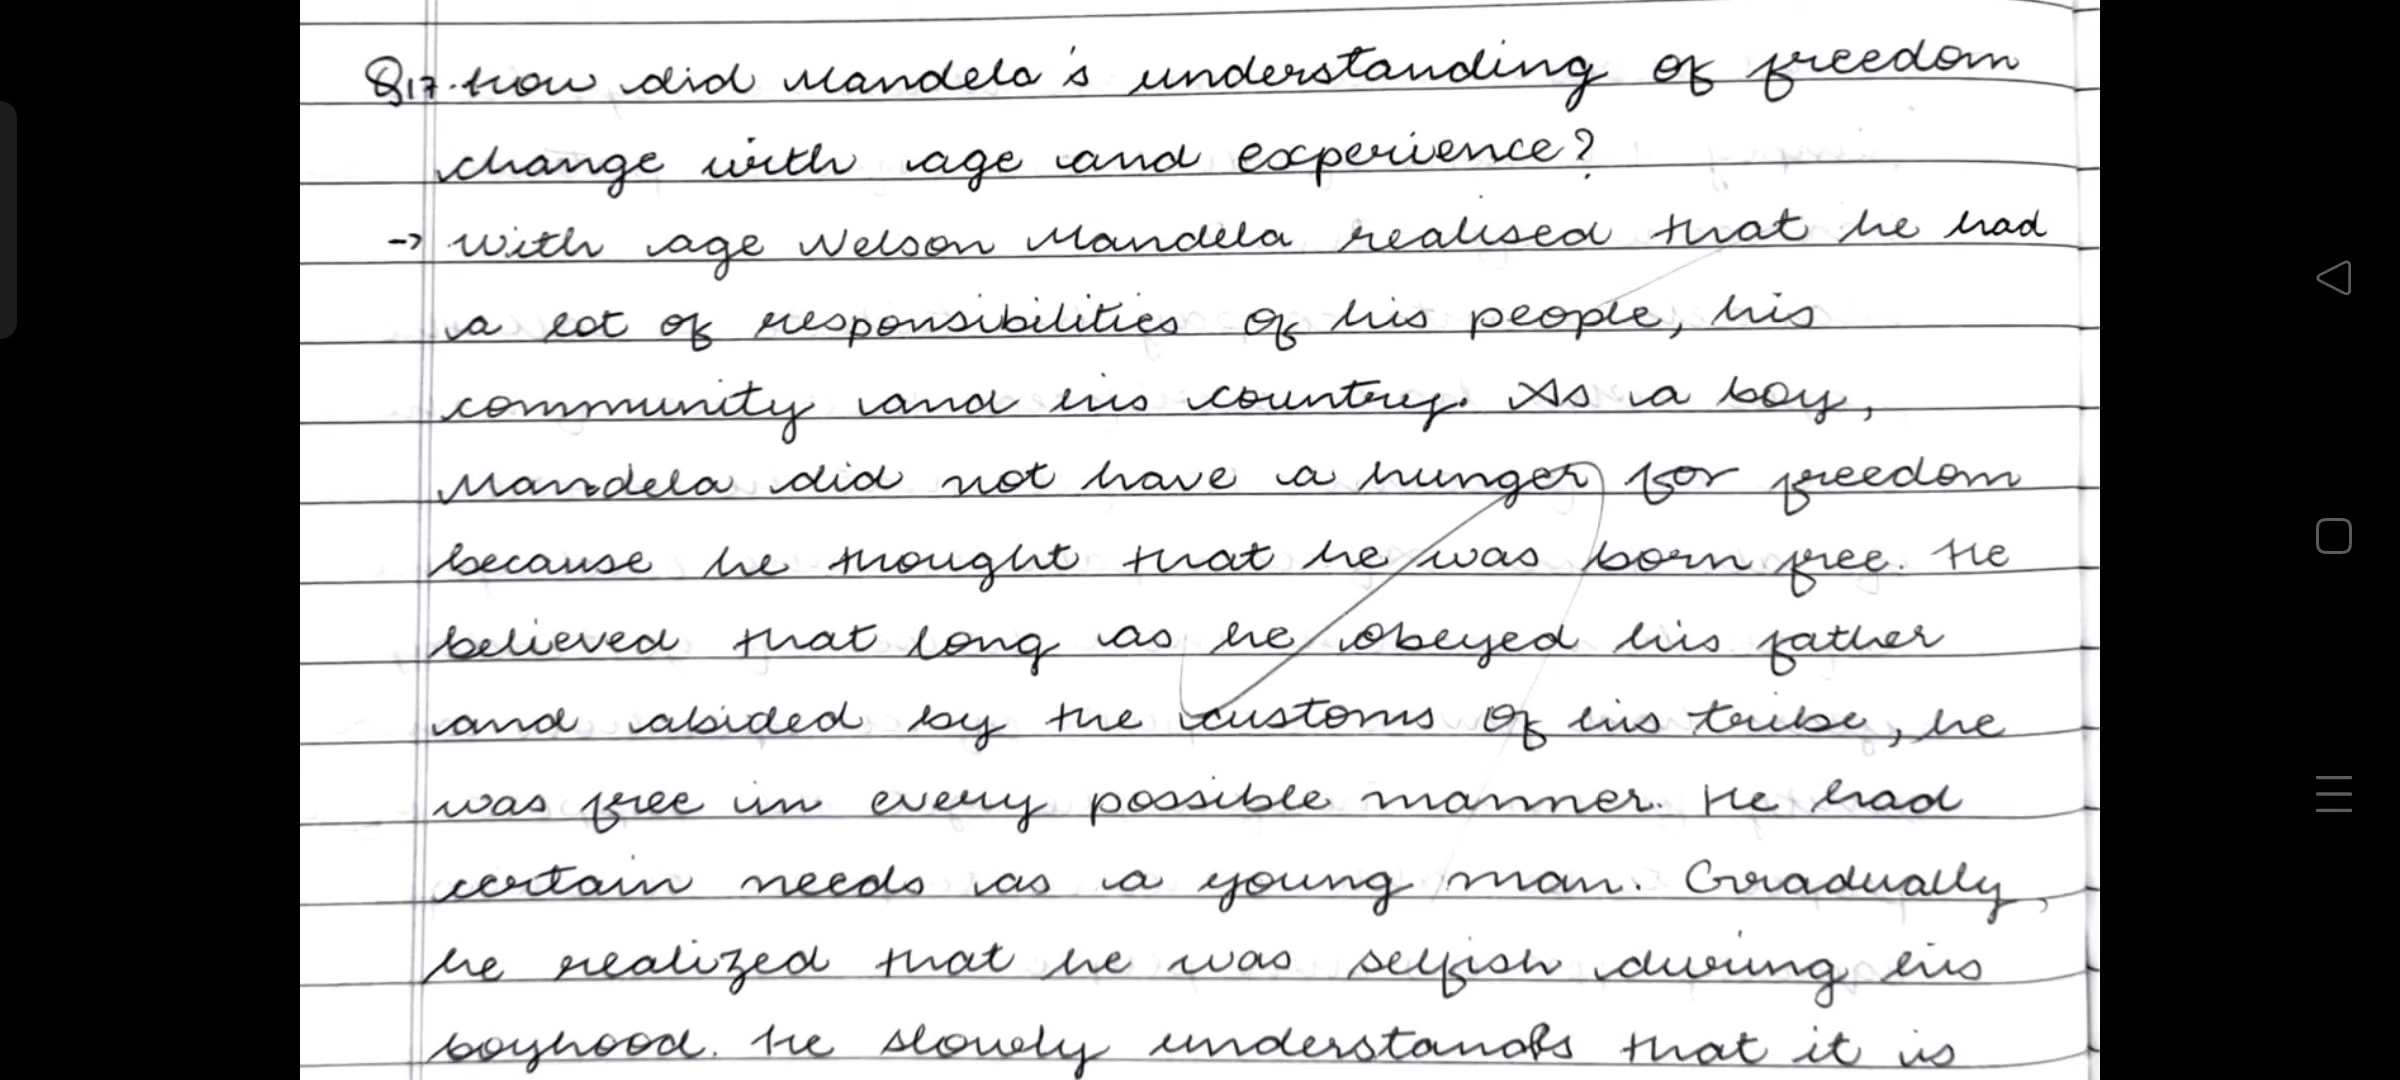 Q17. How did Mandela's understanding of freedom
change with age and experience?
-> With age Nelson Mandela realised that he had
a lot of responsibilities of his people, his
community and his country. As a boy,
Mandela did not have a hunger for freedom
because he thought that he was born free. He
believed that long as he obeyed his father
and abided by the customs of his tribe, he
was free in every possible manner. He had
certain needs as a young man. Gradually,
he realized that he was selfish during his
boyhood. He slowly understands that it is